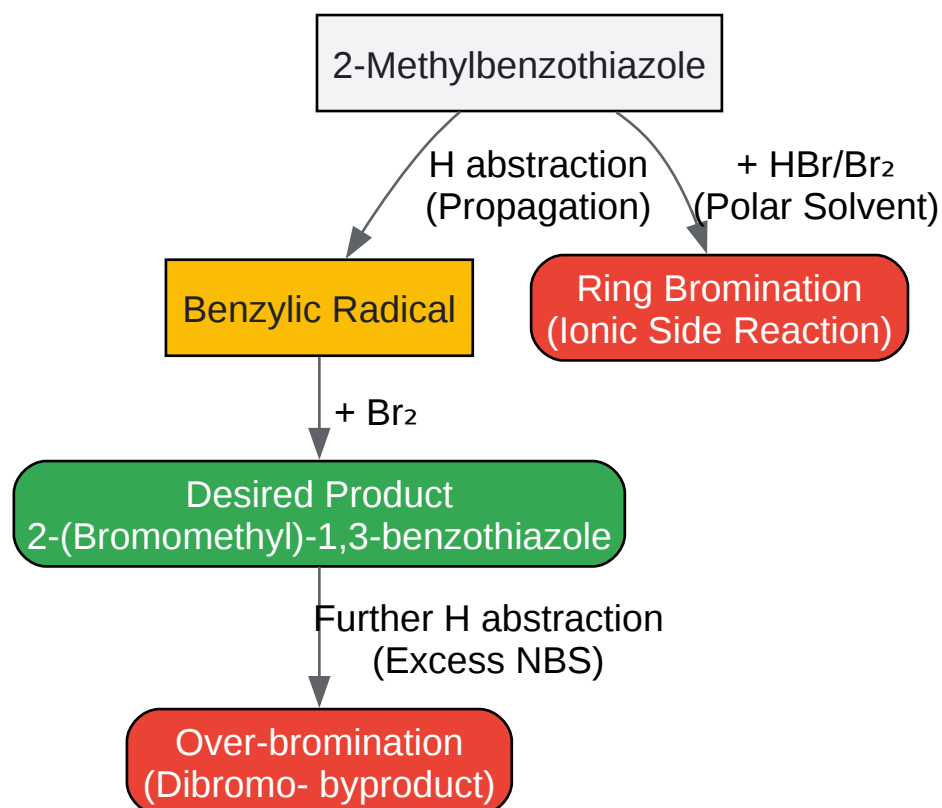 2-Methylbenzothiazole
H abstraction
(Propagation)
+ HBr/Br₂
(Polar Solvent)
Benzylic Radical
Ring Bromination
(Ionic Side Reaction)
+ Br₂
Desired Product
2-(Bromomethyl)-1,3-benzothiazole
Further H abstraction
(Excess NBS)
Over-bromination
(Dibromo- byproduct)